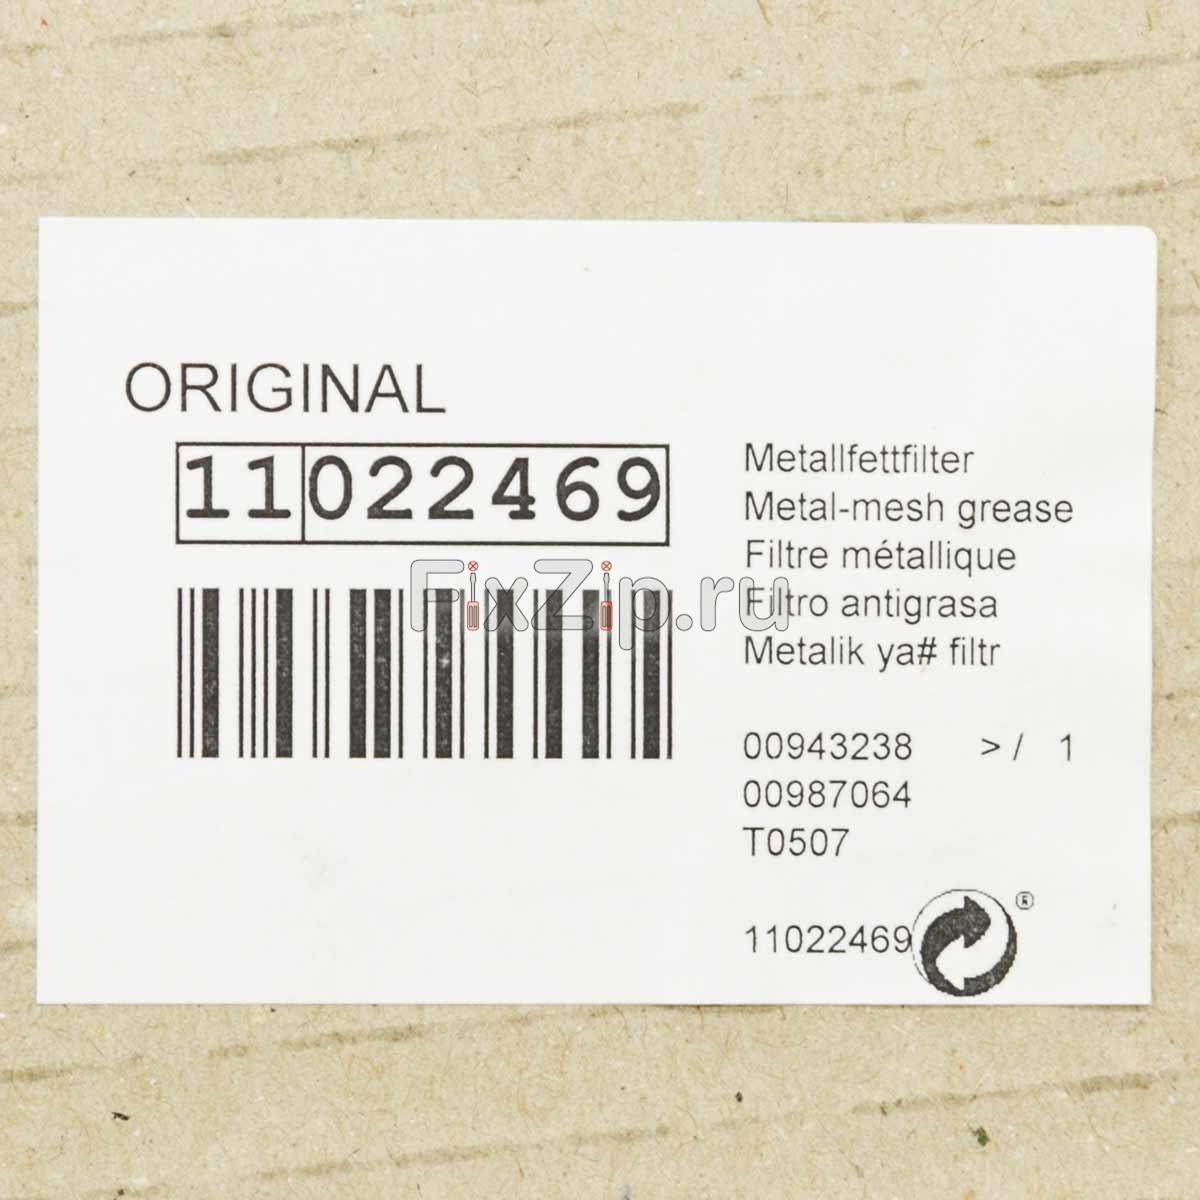 ORIGINAL
11022469
FixZip.ru
Metallfettfilter
Metal-mesh grease
Filtre métallique
Filtro antigrasa
Metalik ya# filtr
00943238 >/ 1
00987064
T0507
11022469
®